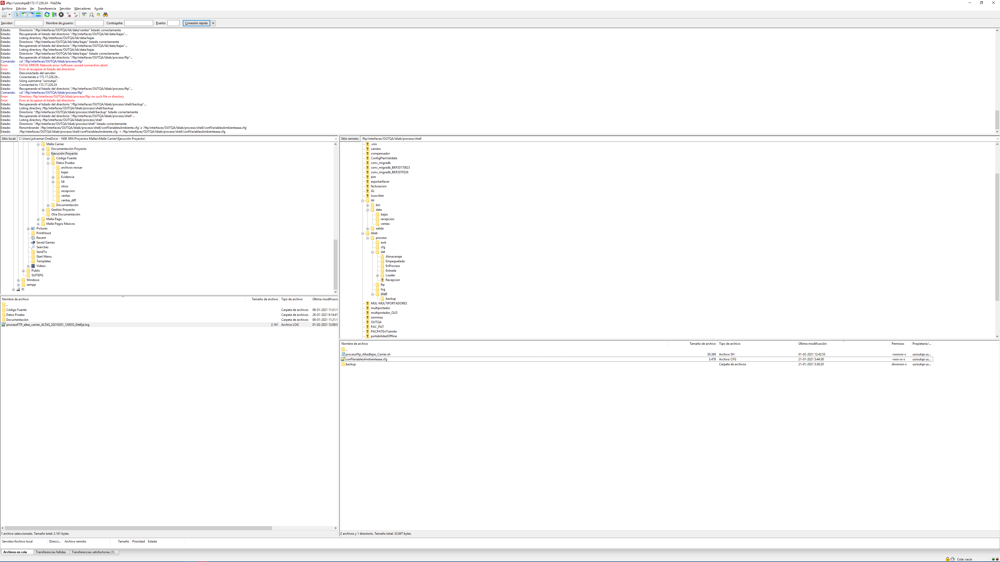 sftp://usroutqa@172.17.226.24 - FileZilla
Archivo Edición Ver Transferencia Servidor Marcadores Ayuda
Servidor: Nombre de usuario: Contraseña: Puerto: Conexión rápida
Estado: Directorio "/ftp/interfaces/OUTQA/ldi/data/ventas" listado correctamente
Estado: Recuperando el listado del directorio "/ftp/interfaces/OUTQA/ldi/data/bajas"...
Estado: Listing directory /ftp/interfaces/OUTQA/ldi/data/bajas
Estado: Directorio "/ftp/interfaces/OUTQA/ldi/data/bajas" listado correctamente
Estado: Recuperando el listado del directorio "/ftp/interfaces/OUTQA/ldi/data/bajas"...
Estado: Listing directory /ftp/interfaces/OUTQA/ldi/data/bajas
Estado: Directorio "/ftp/interfaces/OUTQA/ldi/data/bajas" listado correctamente
Estado: Recuperando el listado del directorio "/ftp/interfaces/OUTQA/ldiab/proceso/ftp"...
Comando: cd "/ftp/interfaces/OUTQA/ldiab/proceso/ftp"
Error: FATAL ERROR: Network error: Software caused connection abort
Error: Error al recuperar el listado del directorio
Estado: Desconectado del servidor
Estado: Conectando a 172.17.226.24...
Estado: Using username "usroutqa".
Estado: Connected to 172.17.226.24
Estado: Recuperando el listado del directorio "/ftp/interfaces/OUTQA/ldiab/proceso/ftp"...
Comando: cd "/ftp/interfaces/OUTQA/ldiab/proceso/ftp"
Error: Directory /ftp/interfaces/OUTQA/ldiab/proceso/ftp: no such file or directory
Error: Error al recuperar el listado del directorio
Estado: Recuperando el listado del directorio "/ftp/interfaces/OUTQA/ldiab/proceso/shell/backup"...
Estado: Listing directory /ftp/interfaces/OUTQA/ldiab/proceso/shell/backup
Estado: Directorio "/ftp/interfaces/OUTQA/ldiab/proceso/shell/backup" listado correctamente
Estado: Recuperando el listado del directorio "/ftp/interfaces/OUTQA/ldiab/proceso/shell"...
Estado: Listing directory /ftp/interfaces/OUTQA/ldiab/proceso/shell
Estado: Directorio "/ftp/interfaces/OUTQA/ldiab/proceso/shell" listado correctamente
Estado: Renombrando '/ftp/interfaces/OUTQA/ldiab/proceso/shell/confVariablesAmbiente.cfg' a '/ftp/interfaces/OUTQA/ldiab/proceso/shell/confVariablesAmbienteaaa.cfg'
Estado: /ftp/interfaces/OUTQA/ldiab/proceso/shell/confVariablesAmbiente.cfg -> /ftp/interfaces/OUTQA/ldiab/proceso/shell/confVariablesAmbienteaaa.cfg
Sitio local: C:\Users\jsilvamar\OneDrive - 160K SPA\Proyectos Mallas\Malla Carrier\Ejecución Proyecto\
Malla Carrier
Documentación Proyecto
Ejecución Proyecto
Código Fuente
Datos Prueba
archivos revisar
bajas
Evidencia
ldi
otros
recepcion
ventas
ventas_diff
Documentación
Gestión Proyecto
Otra Documentación
Malla Pago
Malla Pagos Masivos
Pictures
PrintHood
Recent
Saved Games
Searches
SendTo
Start Menu
Templates
Videos
Public
SUITEPG
Windows
xampp
D:
Nombre de archivo Tamaño de archivo Tipo de archivo Última modificació
..
Código Fuente Carpeta de archivos 08-01-2021 11:21:1
Datos Prueba Carpeta de archivos 28-01-2021 9:14:41
Documentación Carpeta de archivos 08-01-2021 11:21:1
procesoFTP_altas_carrier_ALTAS_20210201_120033_DetEje.log 2.161 Archivo LOG 01-02-2021 12:09:5
1 archivo seleccionado. Tamaño total: 2.161 bytes
Sitio remoto: /ftp/interfaces/OUTQA/ldiab/proceso/shell
.vim
carriers
compensador
ConfigPlanValidate
conv_migradb
conv_migradb_BKP20170823
conv_migradb_BKP2070526
eim
exportarllaver
facturacion
GL
lsuscriber
ldi
bin
data
bajas
recepcion
ventas
salida
ldiab
proceso
awk
cfg
dat
Almacenaje
Empaquetado
EnProceso
Entrada
Loader
Recepcion
ftp
log
shell
backup
MUL-MULTIPORTADORES
multiportador
multiportador_OLD
nominas
OUTQA
PAC_PAT
PACPATEnTramite
portabilidadOffline
Nombre de archivo Tamaño de archivo Tipo de archivo Última modificación Permisos Propietario/...
..
procesoFtp_AltasBajas_Carrier.sh 30.369 Archivo SH 01-02-2021 12:42:55 -rwxrwxr-x usroutqa us...
confVariablesAmbienteaaa.cfg 3.478 Archivo CFG 21-01-2021 5:44:38 -rwxr-xr-x usroutqa us...
backup Carpeta de archivos 21-01-2021 5:30:20 drwxrwxr-x usroutqa us...
2 archivos y 1 directorio. Tamaño total: 33.847 bytes
Servidor/Archivo local Direcci... Archivo remoto Tamaño Prioridad Estado
Archivos en cola Transferencias fallidas Transferencias satisfactorias (1)
Cola: vacía